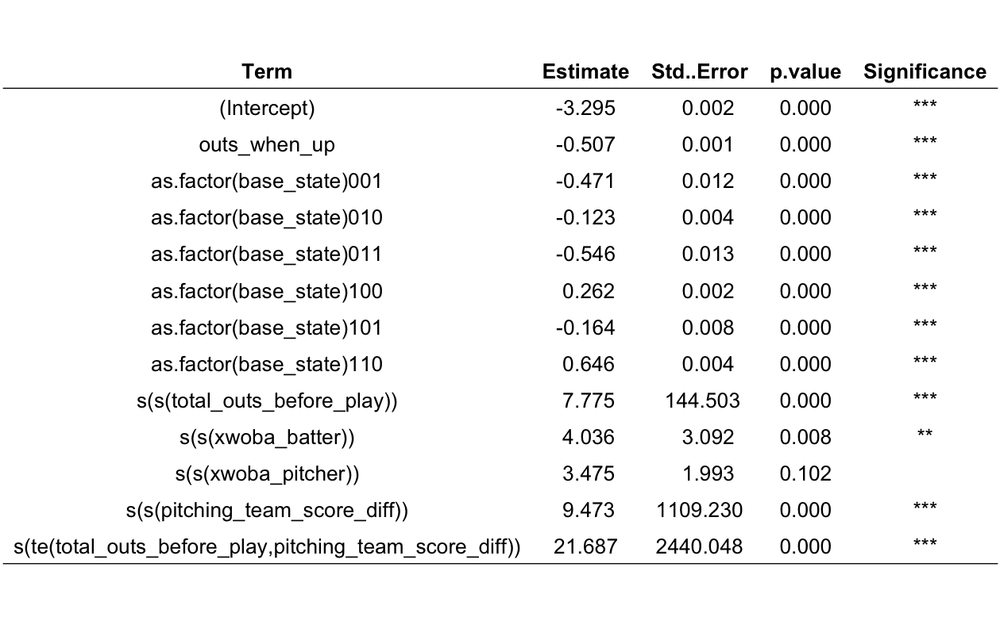 Term Estimate Std..Error p.value Significance
(Intercept) -3.295 0.002 0.000 ***
outs_when_up -0.507 0.001 0.000 ***
as.factor(base_state)001 -0.471 0.012 0.000 ***
as.factor(base_state)010 -0.123 0.004 0.000 ***
as.factor(base_state)011 -0.546 0.013 0.000 ***
as.factor(base_state)100 0.262 0.002 0.000 ***
as.factor(base_state)101 -0.164 0.008 0.000 ***
as.factor(base_state)110 0.646 0.004 0.000 ***
s(s(total_outs_before_play)) 7.775 144.503 0.000 ***
s(s(xwoba_batter)) 4.036 3.092 0.008 **
s(s(xwoba_pitcher)) 3.475 1.993 0.102
s(s(pitching_team_score_diff)) 9.473 1109.230 0.000 ***
s(te(total_outs_before_play,pitching_team_score_diff)) 21.687 2440.048 0.000 ***